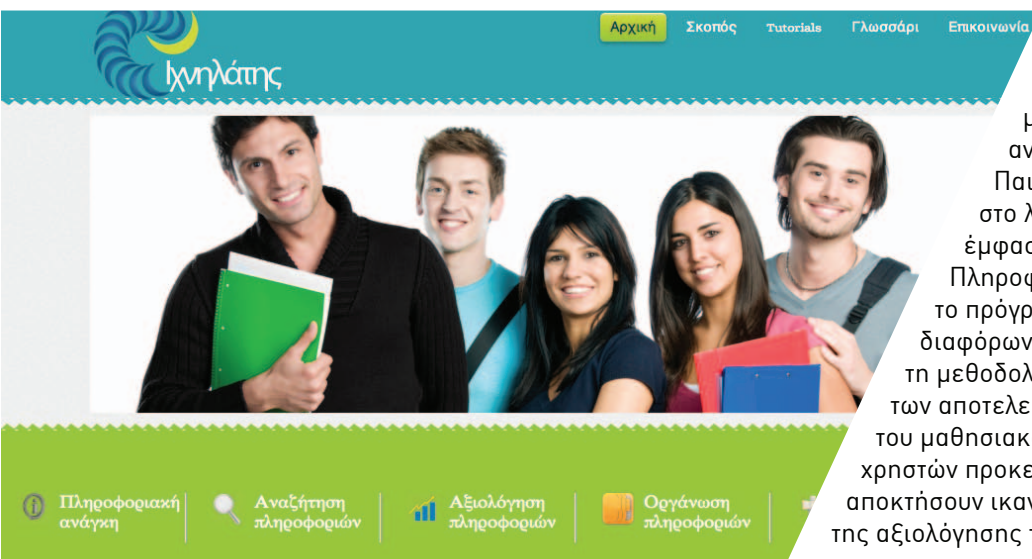 Αρχική Σκοπός Tutorials Γλωσσάρι Επικοινωνία
Ιχνηλάτης
Πληροφοριακή
ανάγκη
Αναζήτηση
πληροφοριών
Αξιολόγηση
πληροφοριών
Οργάνωση
πληροφοριών
μ
αν
Παι
στο λ
έμφας
Πληροφ
το πρόγρ
διαφόρων
τη μεθοδολ
των αποτελε
του μαθησιακ
χρηστών προκε
αποκτήσουν ικαν
της αξιολόγησης τ